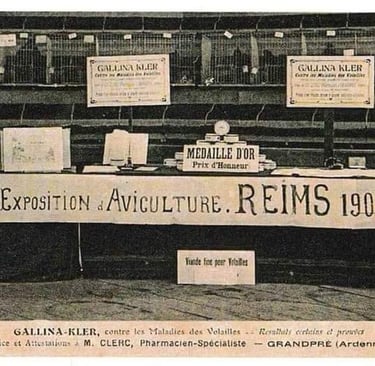 GALLINA KLER
Contre les Maladies des Volailles
GALLINA KLER
Contre les Maladies des Volailles
MEDAILLE D'OR
Prix d'Honneur
EXPOSITION d'AVICULTURE. REIMS 190
Viande fine pour Volailles
GALLINA-KLER, contre les Maladies des Volailles -- Résultats certains et prouvés
ice et Attestations à M. CLERC, Pharmacien-Spécialiste — GRANDPRÉ (Ardenn